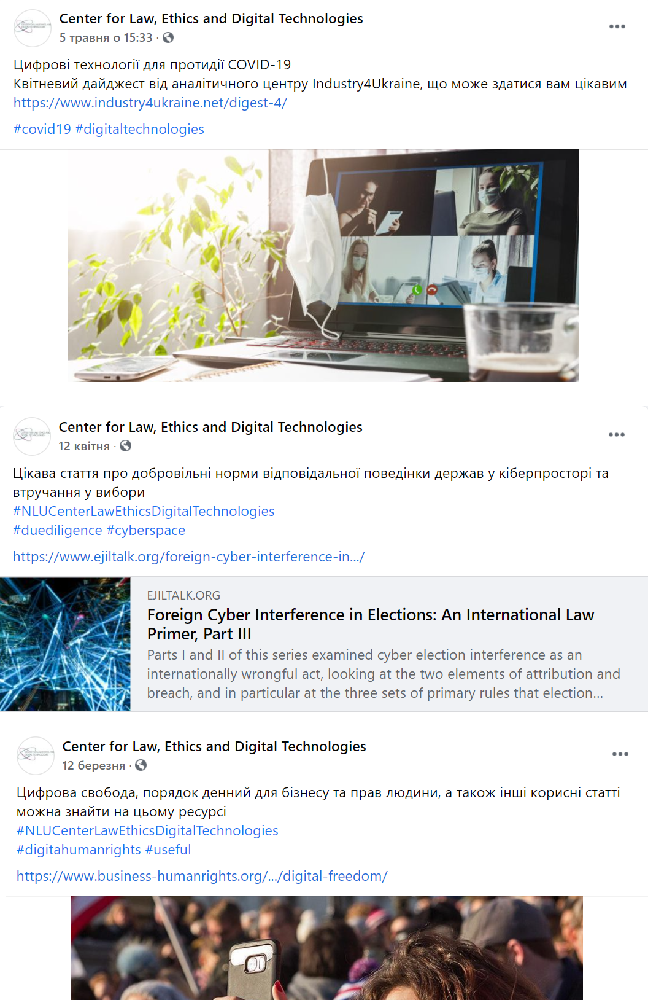 Center for Law, Ethics and Digital Technologies
5 травня о 15:33 ·
Цифрові технології для протидії COVID-19
Квітневий дайджест від аналітичного центру Industry4Ukraine, що може здатися вам цікавим
https://www.industry4ukraine.net/digest-4/
#covid19 #digitaltechnologies
Center for Law, Ethics and Digital Technologies
12 квітня ·
Цікава стаття про добровільні норми відповідальної поведінки держав у кіберпросторі та
втручання у вибори
#NLUCenterLawEthicsDigitalTechnologies
#duediligence #cyberspace
https://www.ejiltalk.org/foreign-cyber-interference-in.../
EJILTALK.ORG
Foreign Cyber Interference in Elections: An International Law
Primer, Part III
Parts I and II of this series examined cyber election interference as an
internationally wrongful act, looking at the two elements of attribution and
breach, and in particular at the three sets of primary rules that election...
Center for Law, Ethics and Digital Technologies
12 березня ·
Цифрова свобода, порядок денний для бізнесу та прав людини, а також інші корисні статті
можна знайти на цьому ресурсі
#NLUCenterLawEthicsDigitalTechnologies
#digitahumanrights #useful
https://www.business-humanrights.org/.../digital-freedom/